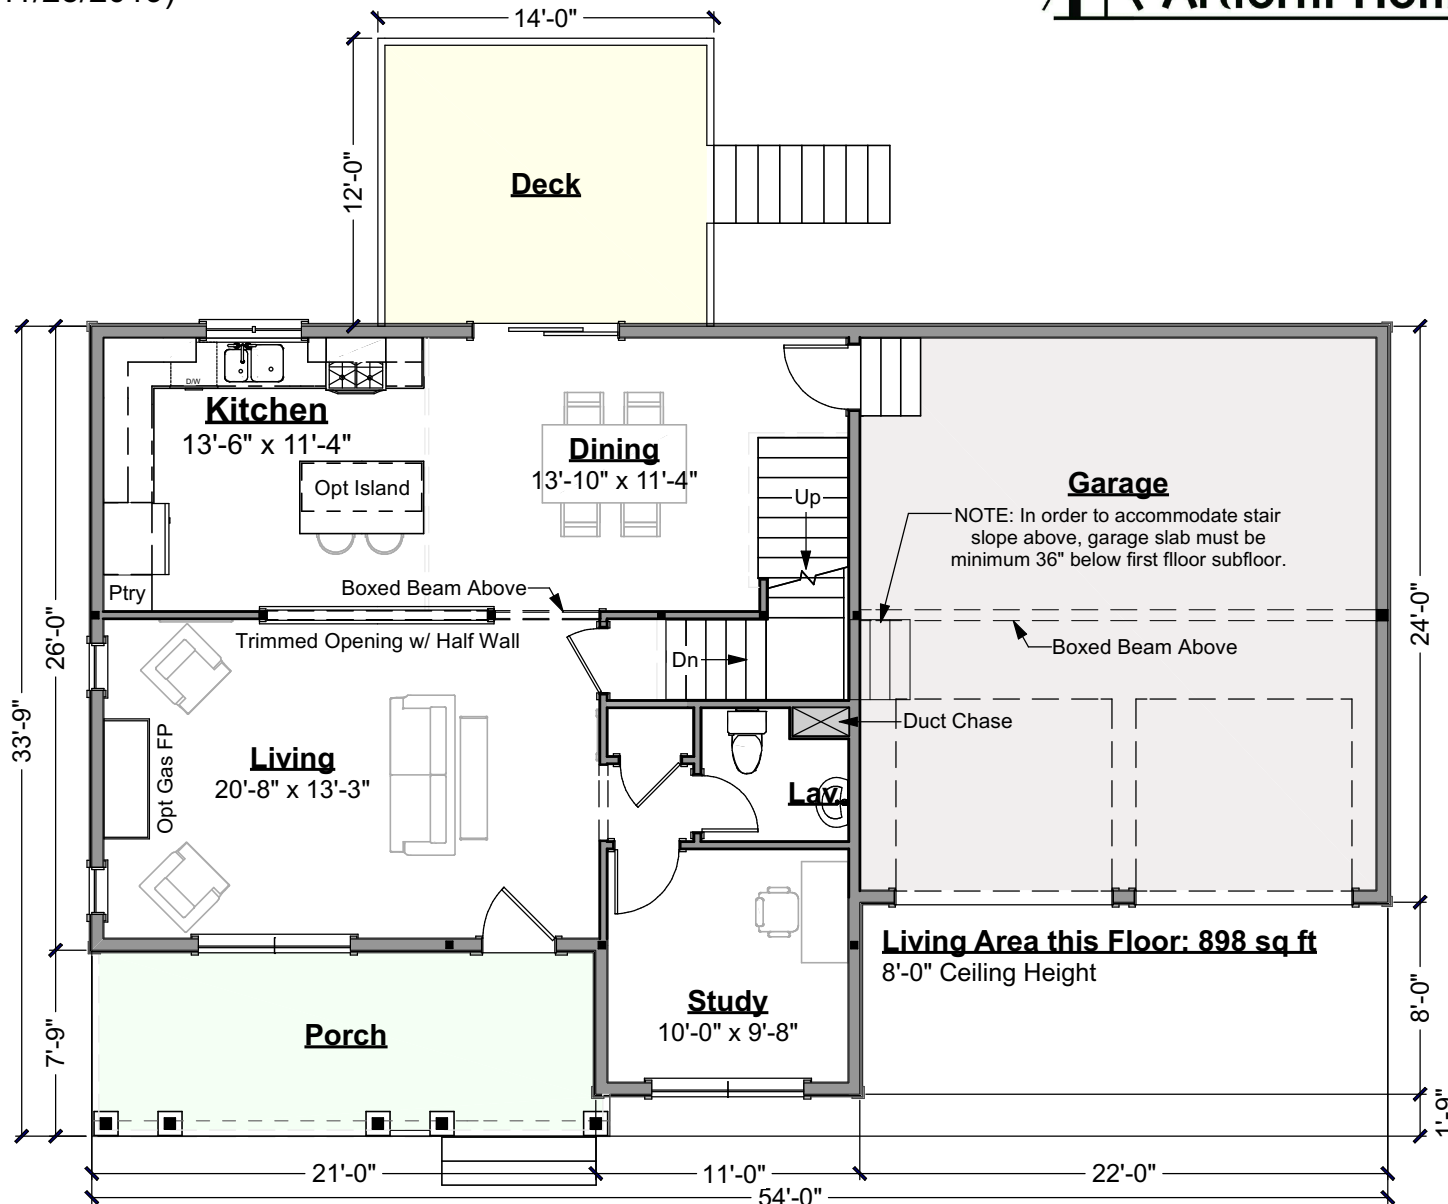 14'-0"
12'-0"
Deck
Kitchen
13'-6" x 11'-4"
D/W
Opt Island
Ptry
Dining
13'-10" x 11'-4"
Up
Garage
NOTE: In order to accommodate stair
slope above, garage slab must be
minimum 36" below first flloor subfloor.
Boxed Beam Above
Trimmed Opening w/ Half Wall
Dn
Boxed Beam Above
Duct Chase
Living
20'-8" x 13'-3"
Opt Gas FP
Lav.
Living Area this Floor: 898 sq ft
8'-0" Ceiling Height
Study
10'-0" x 9'-8"
Porch
33'-9"
26'-0"
7'-9"
24'-0"
8'-0"
1'-9"
21'-0"
11'-0"
22'-0"
54'-0"